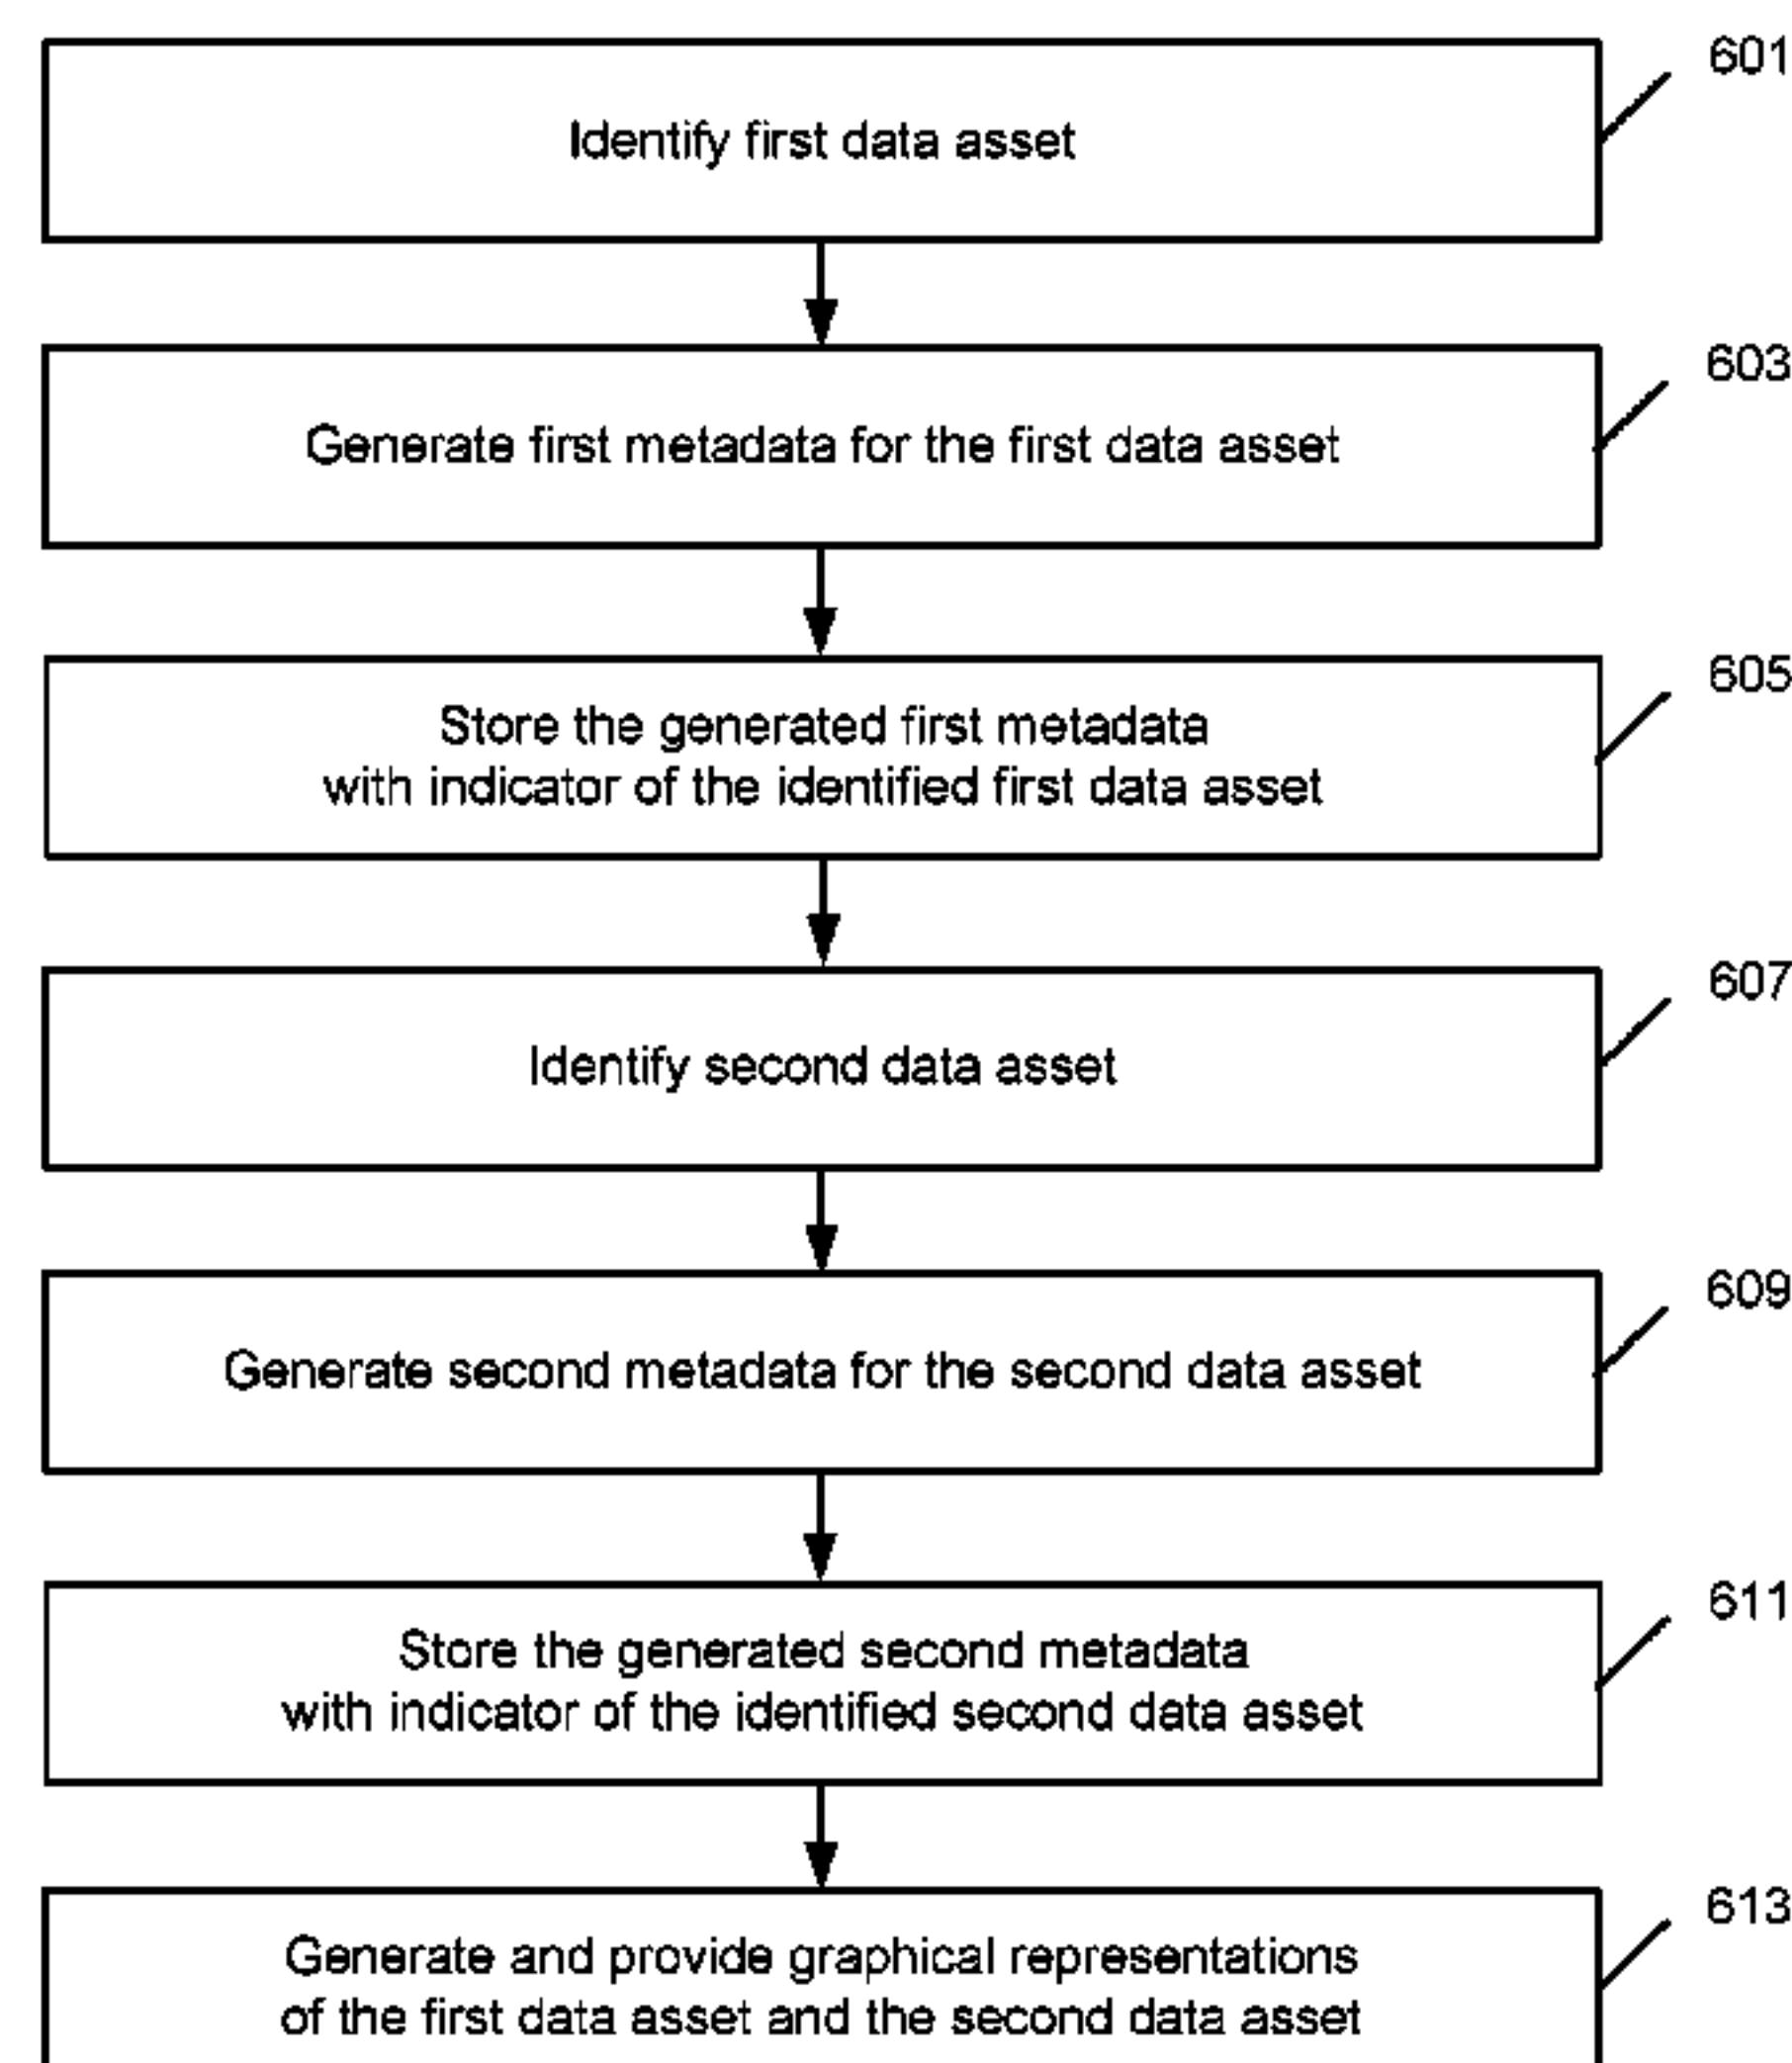 601
Identify first data asset
603
Generate first metadata for the first data asset
605
Store the generated first metadata
with indicator of the identified first data asset
607
Identify second data asset
609
Generate second metadata for the second data asset
611
Store the generated second metadata
with indicator of the identified second data asset
613
Generate and provide graphical representations
of the first data asset and the second data asset